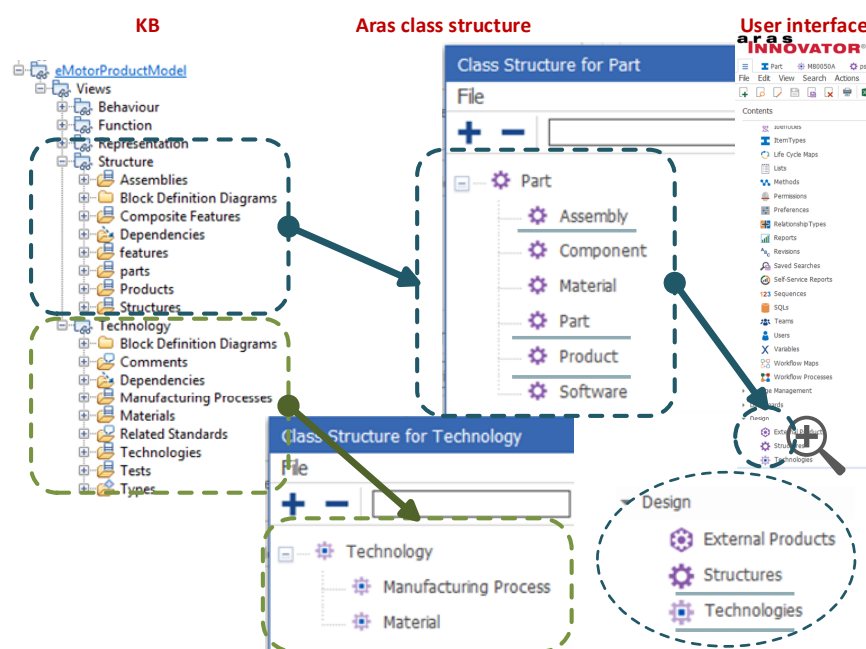 KB
Aras class structure
User interface
aras
INNOVATOR
eMotorProductModel
Views
Behaviour
Function
Representation
Structure
Assemblies
Block Definition Diagrams
Composite Features
Dependencies
features
parts
Products
Structures
Technology
Block Definition Diagrams
Comments
Dependencies
Manufacturing Processes
Materials
Related Standards
Technologies
Tests
Types
Class Structure for Part
File
Part
Assembly
Component
Material
Part
Product
Software
Class Structure for Technology
File
Technology
Manufacturing Process
Material
Part MB0050A
File Edit View Search Actions
Contents
ItemTypes
Life Cycle Maps
Lists
Methods
Permissions
Preferences
RelationshipTypes
Reports
Revisions
Saved Searches
Self-Service Reports
Sequences
SQLs
Teams
Users
Variables
Workflow Maps
Workflow Processes
Design
Technologies
Design
External Products
Structures
Technologies